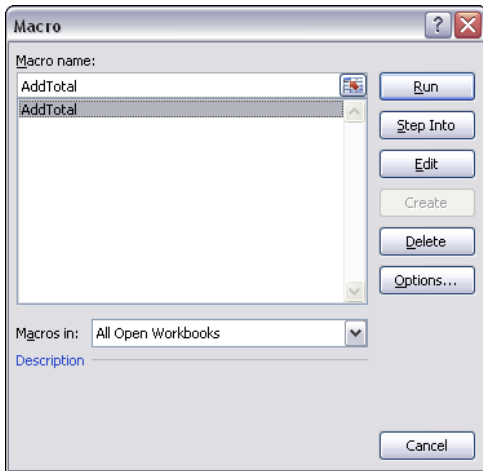 Macro
?
Macro name:
AddTotal
AddTotal
Run
Step Into
Edit
Create
Delete
Options...
Macros in: All Open Workbooks
Description
Cancel